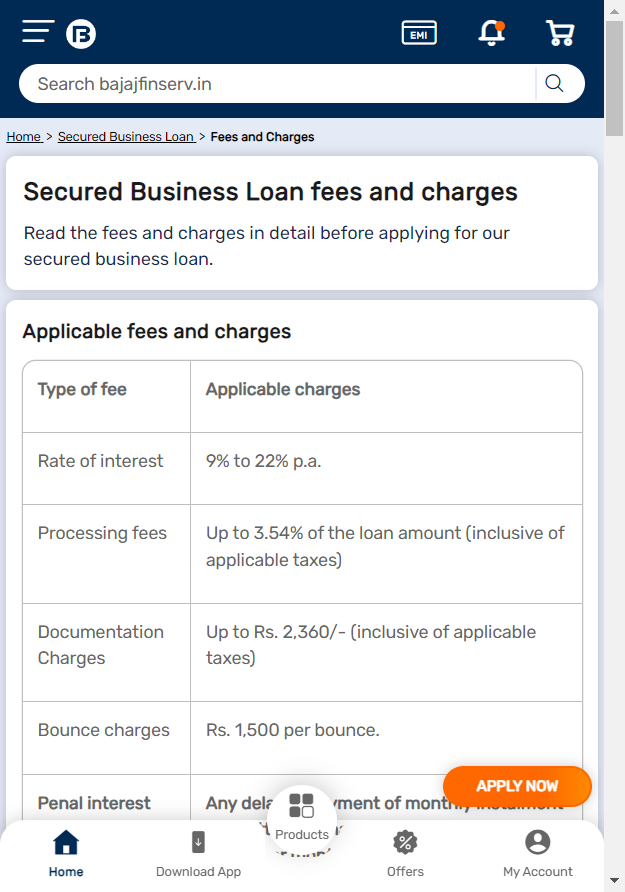 EMI
Search bajajfinserv.in
Home > Secured Business Loan > Fees and Charges
Secured Business Loan fees and charges
Read the fees and charges in detail before applying for our
secured business loan.
Applicable fees and charges
Type of fee
Applicable charges
Rate of interest
9% to 22% p.a.
Processing fees
Up to 3.54% of the loan amount (inclusive of
applicable taxes)
Documentation
Charges
Up to Rs. 2,360/- (inclusive of applicable
taxes)
Bounce charges
Rs. 1,500 per bounce.
Penal interest
Any of monthly instalment
APPLY NOW
Home
Download App
Products
Offers
My Account